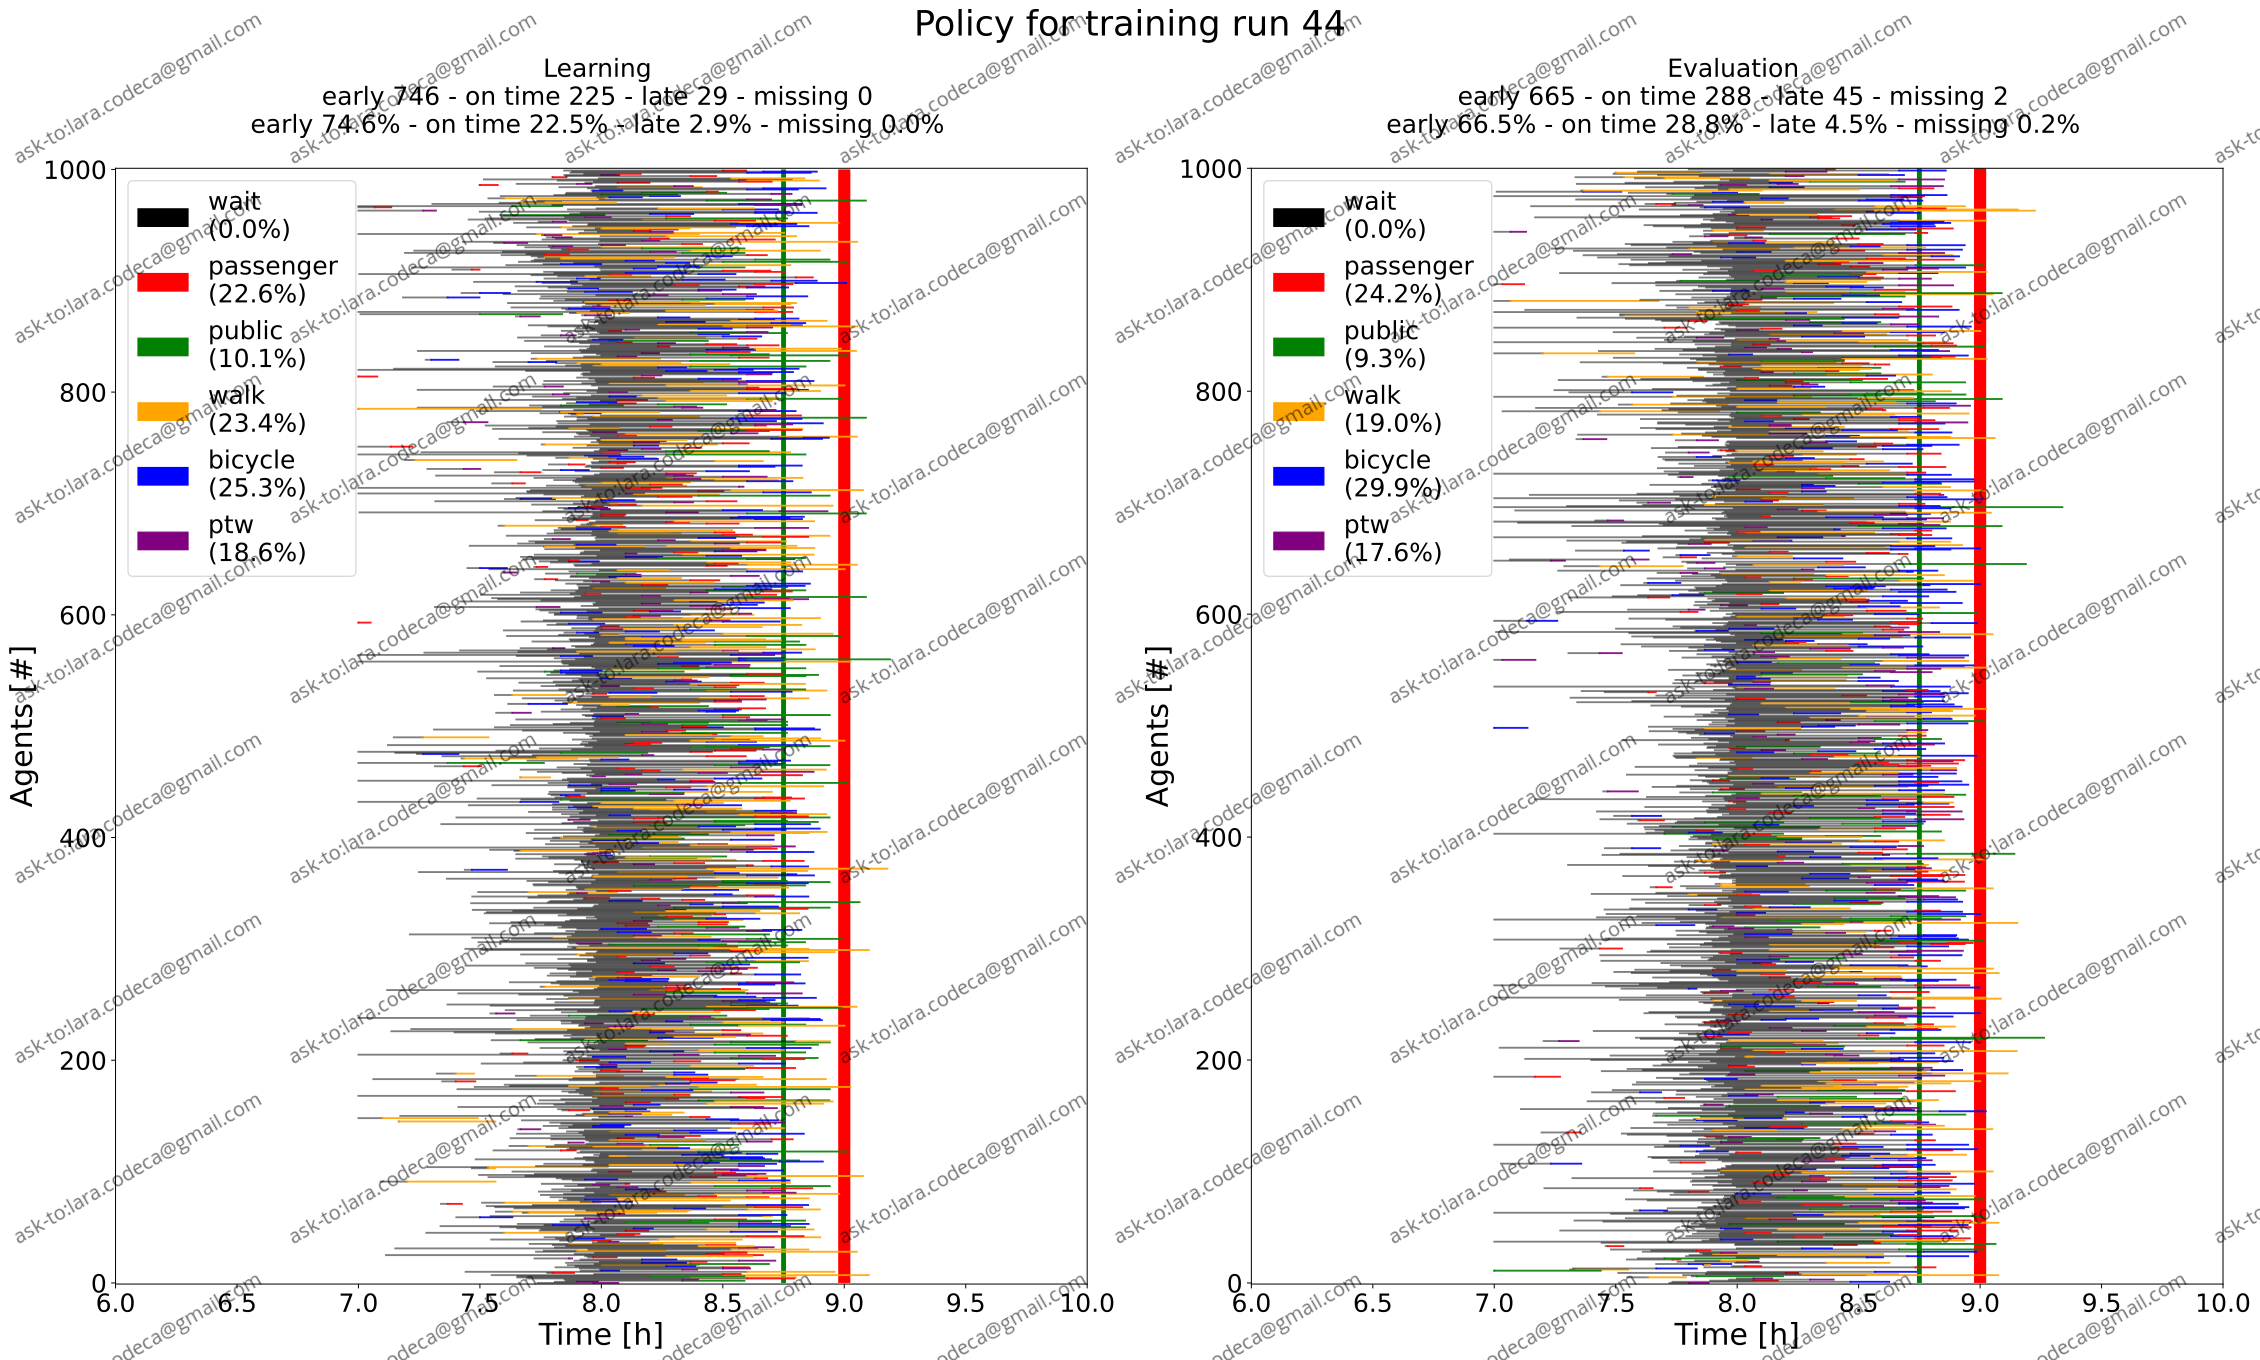 Policy for training run 44
Learning
early 746 - on time 225 - late 29 - missing 0
early 74.6% - on time 22.5% - late 2.9% - missing 0.0%
1000
800
600
400
200
0
Agents [#]
wait
(0.0%)
passenger
(22.6%)
public
(10.1%)
walk
(23.4%)
bicycle
(25.3%)
ptw
(18.6%)
6.0 6.5 7.0 7.5 8.0 8.5 9.0 9.5 10.0
Time [h]
Evaluation
early 665 - on time 288 - late 45 - missing 2
early 66.5% - on time 28.8% - late 4.5% - missing 0.2%
1000
800
600
400
200
0
Agents [#]
wait
(0.0%)
passenger
(24.2%)
public
(9.3%)
walk
(19.0%)
bicycle
(29.9%)
ptw
(17.6%)
6.0 6.5 7.0 7.5 8.0 8.5 9.0 9.5 10.0
Time [h]
ask-to:lara.codeca@gmail.com